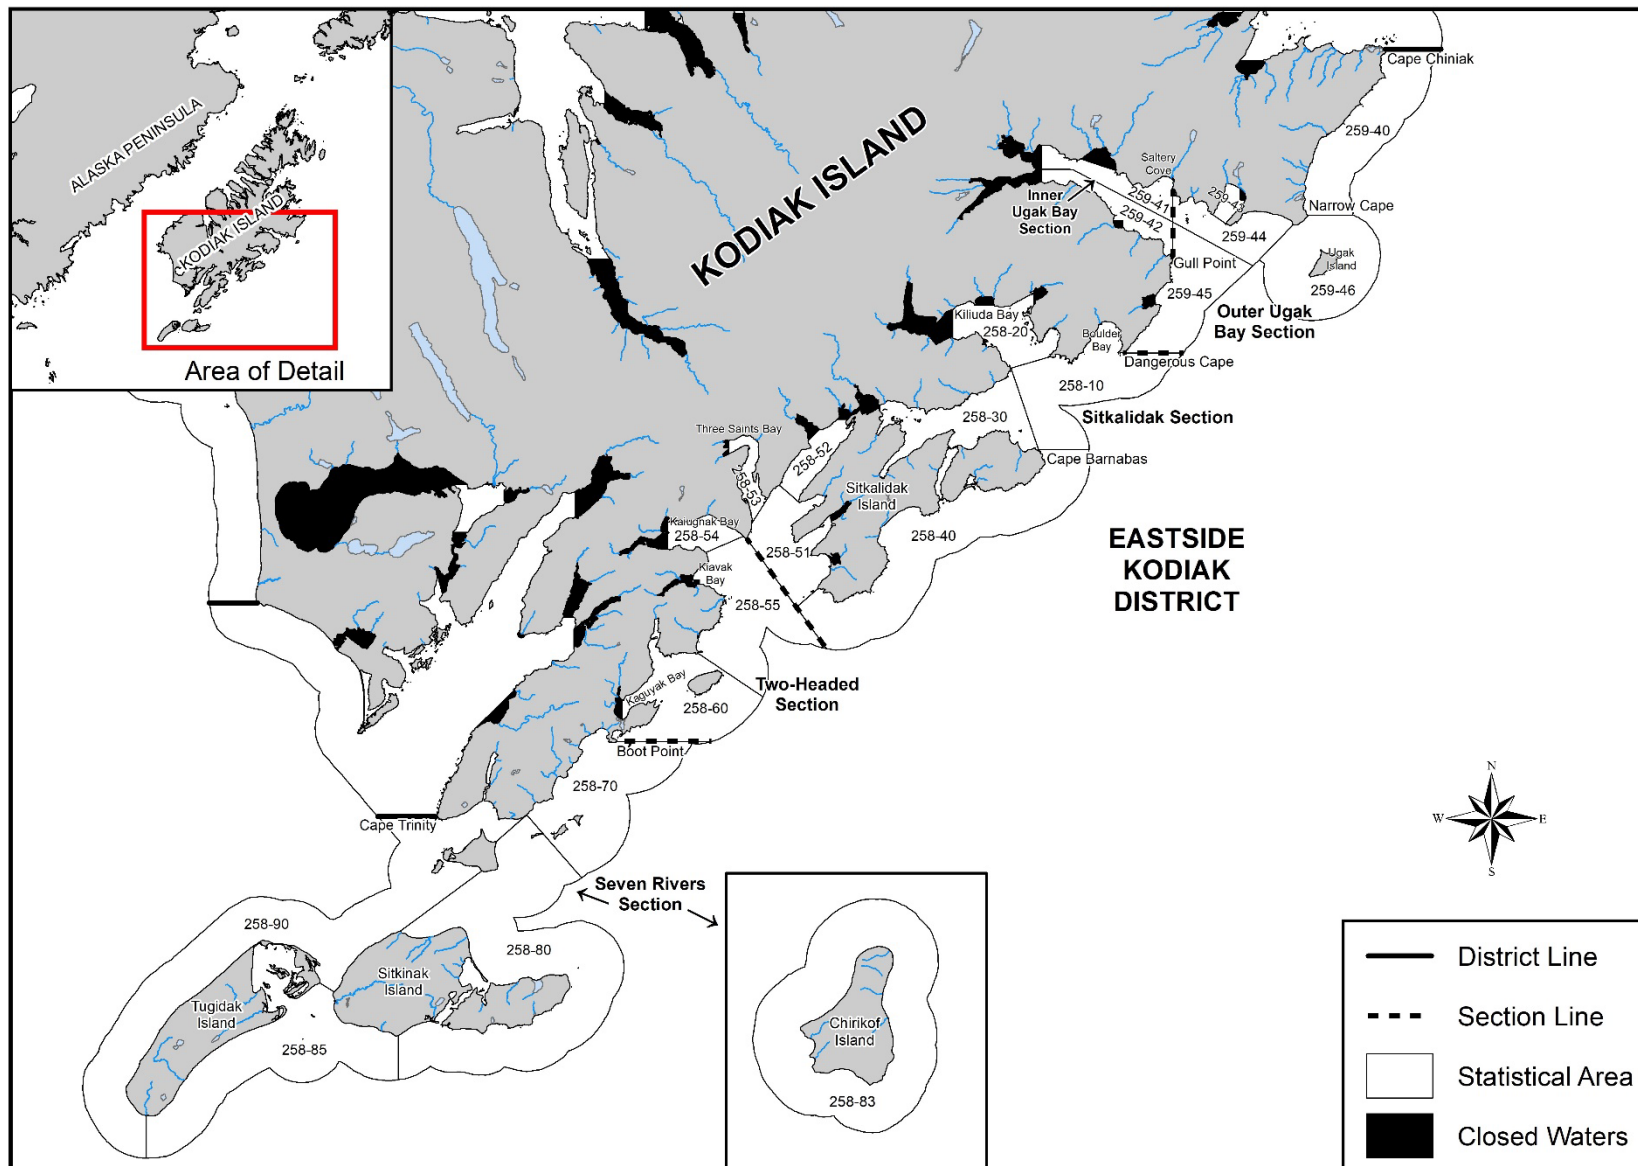 ALASKA PENINSULA
KODIAK ISLAND
Area of Detail
KODIAK ISLAND
Cape Chiniak
259-40
Saltery
Cove
Inner
Ugak Bay
Section
259-41
259-42
259-43
259-44
Narrow Cape
Ugak
Island
259-46
Gull Point
259-45
Outer Ugak
Bay Section
Kiliuda Bay
258-20
Boulder
Bay
Dangerous Cape
258-10
Sitkalidak Section
258-30
Cape Barnabas
Three Saints Bay
258-52
258-53
Sitkalidak
Island
258-40
EASTSIDE
KODIAK
DISTRICT
Kaiugnak Bay
258-54
258-51
Kiavak
Bay
258-55
Two-Headed
Section
Kaguyak Bay
258-60
Boot Point
258-70
Cape Trinity
Seven Rivers
Section
258-90
258-80
Sitkinak
Island
Tugidak
Island
258-85
Chirikof
Island
258-83
N
W
E
S
District Line
Section Line
Statistical Area
Closed Waters